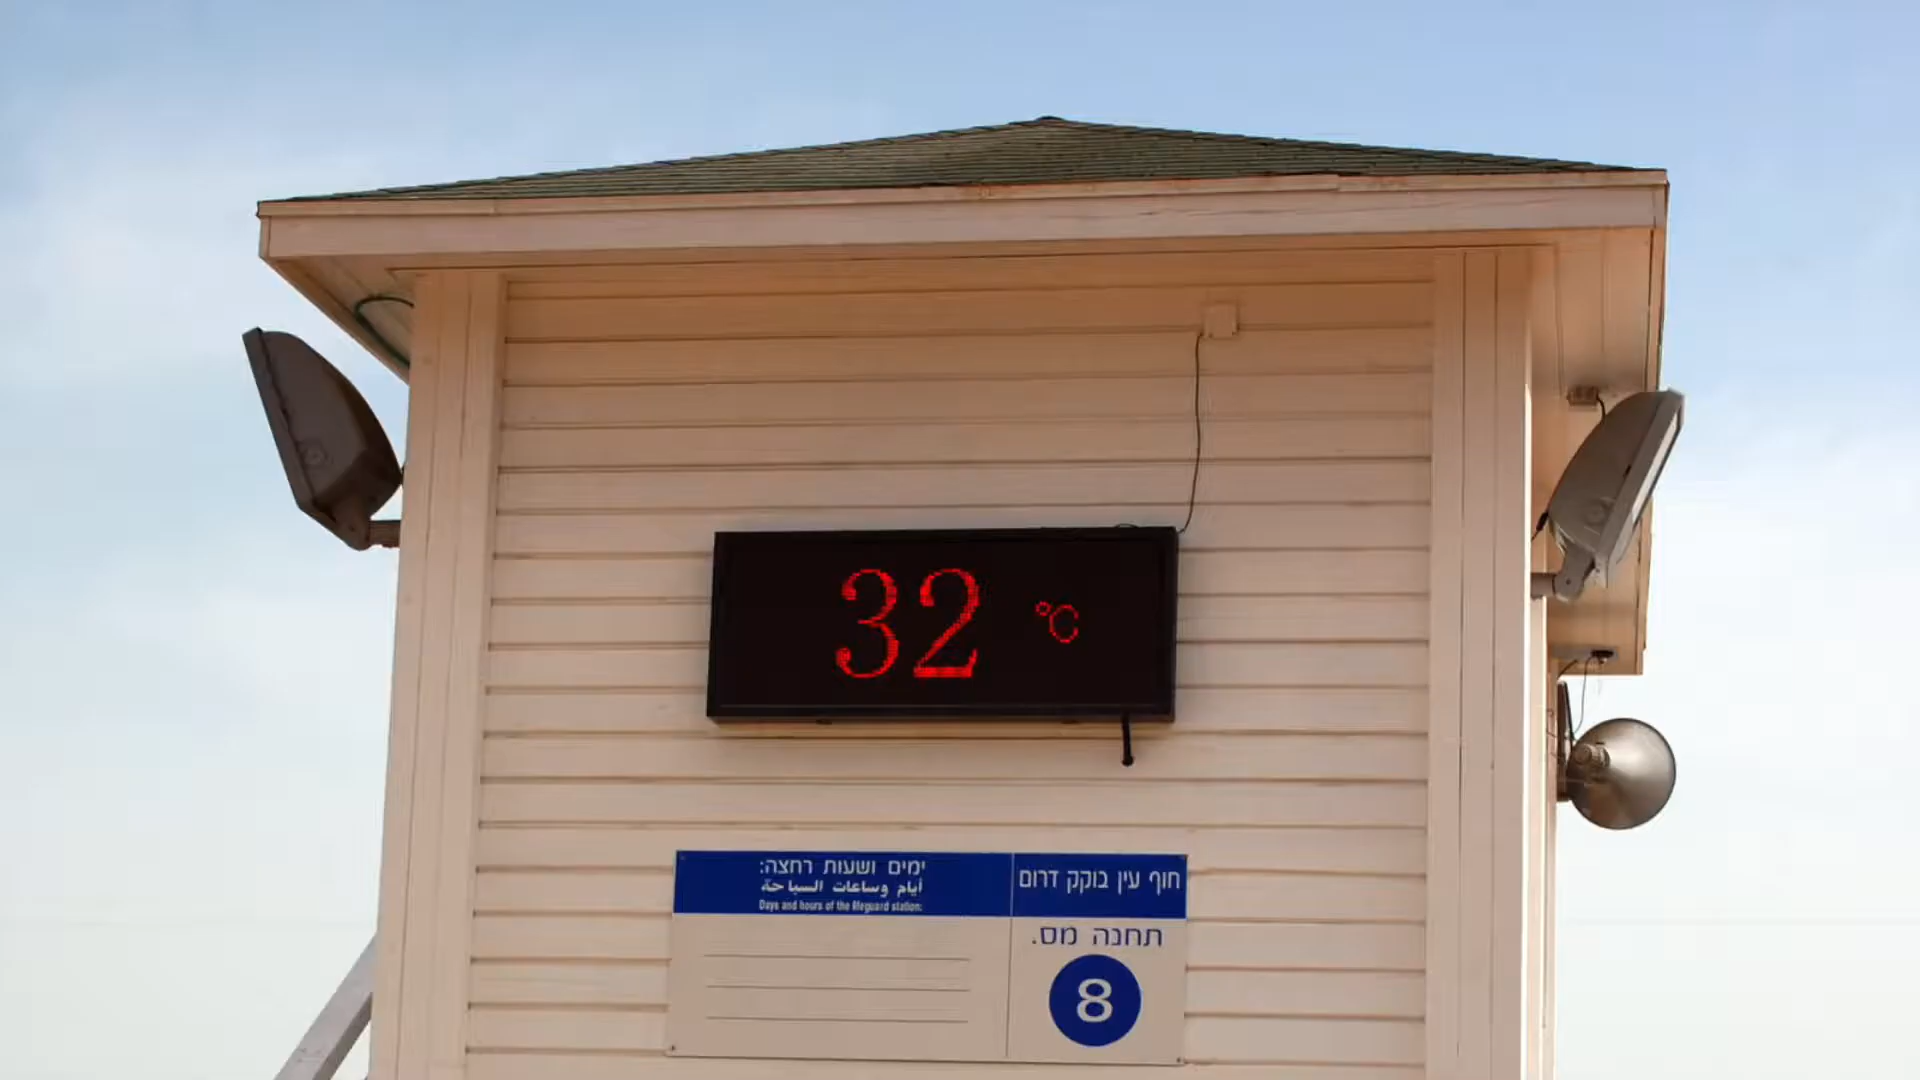 32 °C
ימים ושעות רחצה:
أيام وساعات السباحة
Days and hours of the lifeguard station:
חוף עין בוקק דרום
תחנה מס.
8